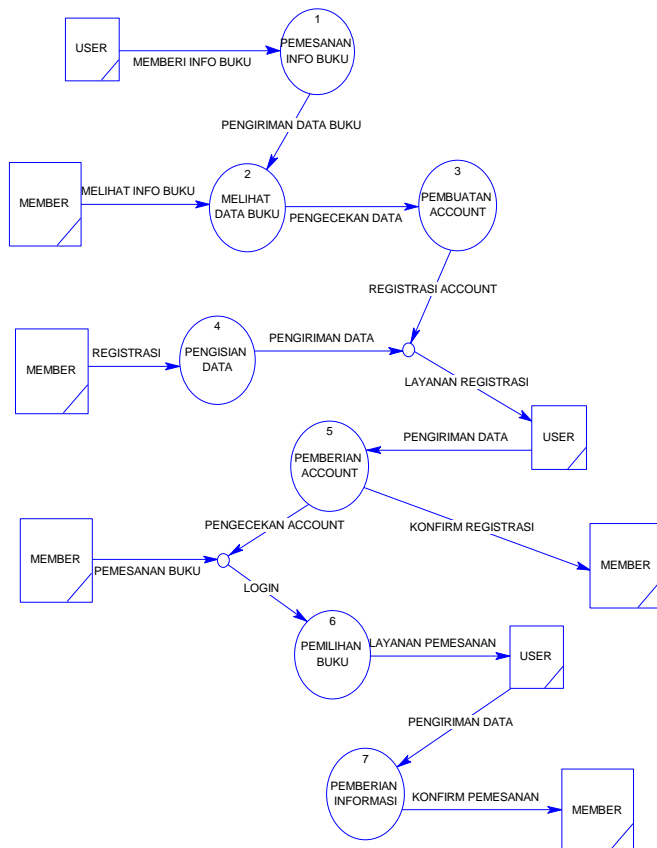 1
PEMESANAN
INFO BUKU
USER
MEMBERI INFO BUKU
PENGIRIMAN DATA BUKU
2
MELIHAT
DATA BUKU
3
PEMBUATAN
ACCOUNT
MELIHAT INFO BUKU
MEMBER
PENGECEKAN DATA
REGISTRASI ACCOUNT
4
PENGISIAN
DATA
PENGIRIMAN DATA
REGISTRASI
MEMBER
LAYANAN REGISTRASI
5
PEMBERIAN
ACCOUNT
PENGIRIMAN DATA
USER
PENGECEKAN ACCOUNT
KONFIRM REGISTRASI
MEMBER
PEMESANAN BUKU
MEMBER
LOGIN
6
PEMILIHAN
BUKU
LAYANAN PEMESANAN
USER
PENGIRIMAN DATA
7
PEMBERIAN
INFORMASI
KONFIRM PEMESANAN
MEMBER